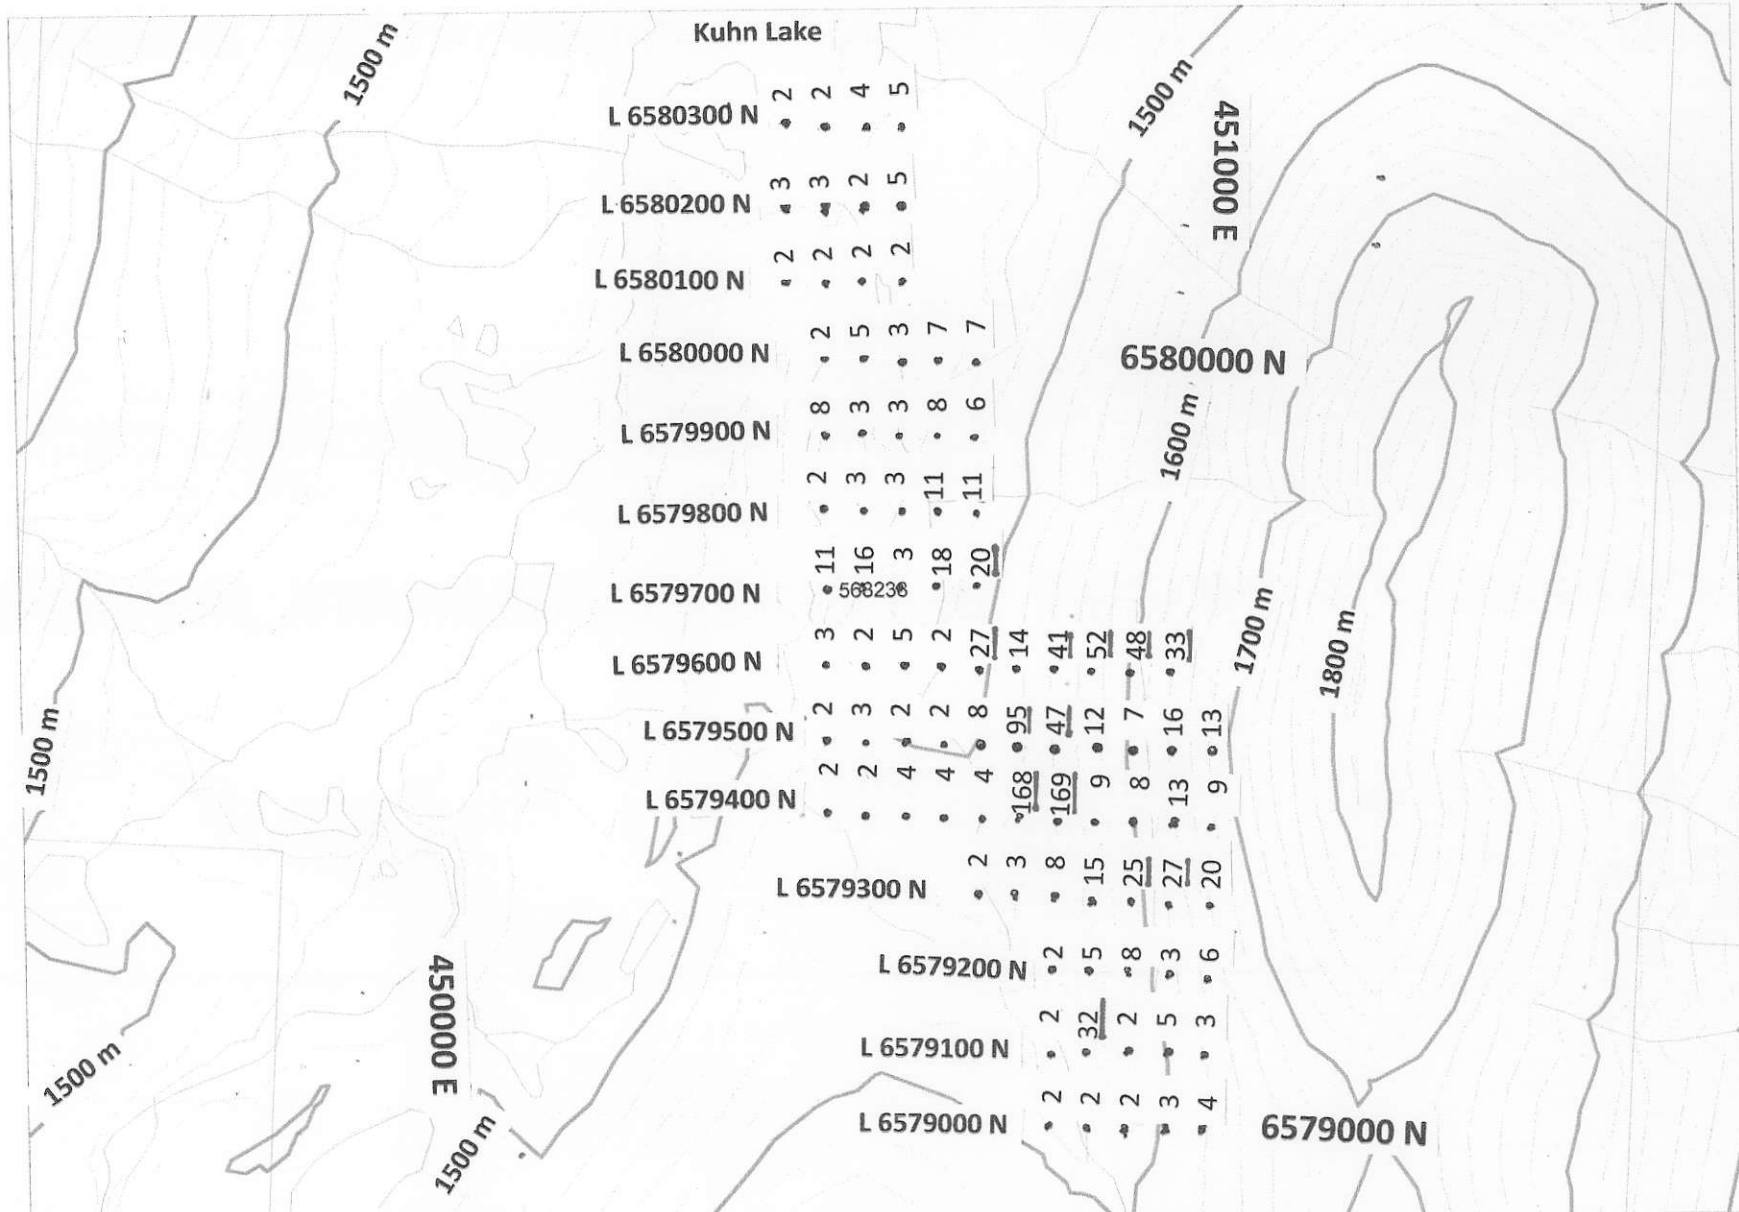 Kuhn Lake
1500 m
1500 m
451000 E
L 6580300 N 2 2 4 5
L 6580200 N 3 3 2 5
L 6580100 N 2 2 2 2
L 6580000 N 2 5 3 7 7
6580000 N
L 6579900 N 8 3 3 8 6
1600 m
L 6579800 N 2 3 3 11 11
L 6579700 N 11 16 3 18 20
568236
L 6579600 N 3 2 5 2 27 14 41 52 48 33
1700 m
1800 m
L 6579500 N 2 3 2 2 8 95 47 12 7 16 13
1500 m
L 6579400 N 2 2 4 4 4 168 169 9 8 13 9
L 6579300 N 2 3 8 15 25 27 20
L 6579200 N 2 5 8 3 6
450000 E
L 6579100 N 2 32 2 5 3
1500 m
L 6579000 N 2 2 2 3 4
6579000 N
1500 m